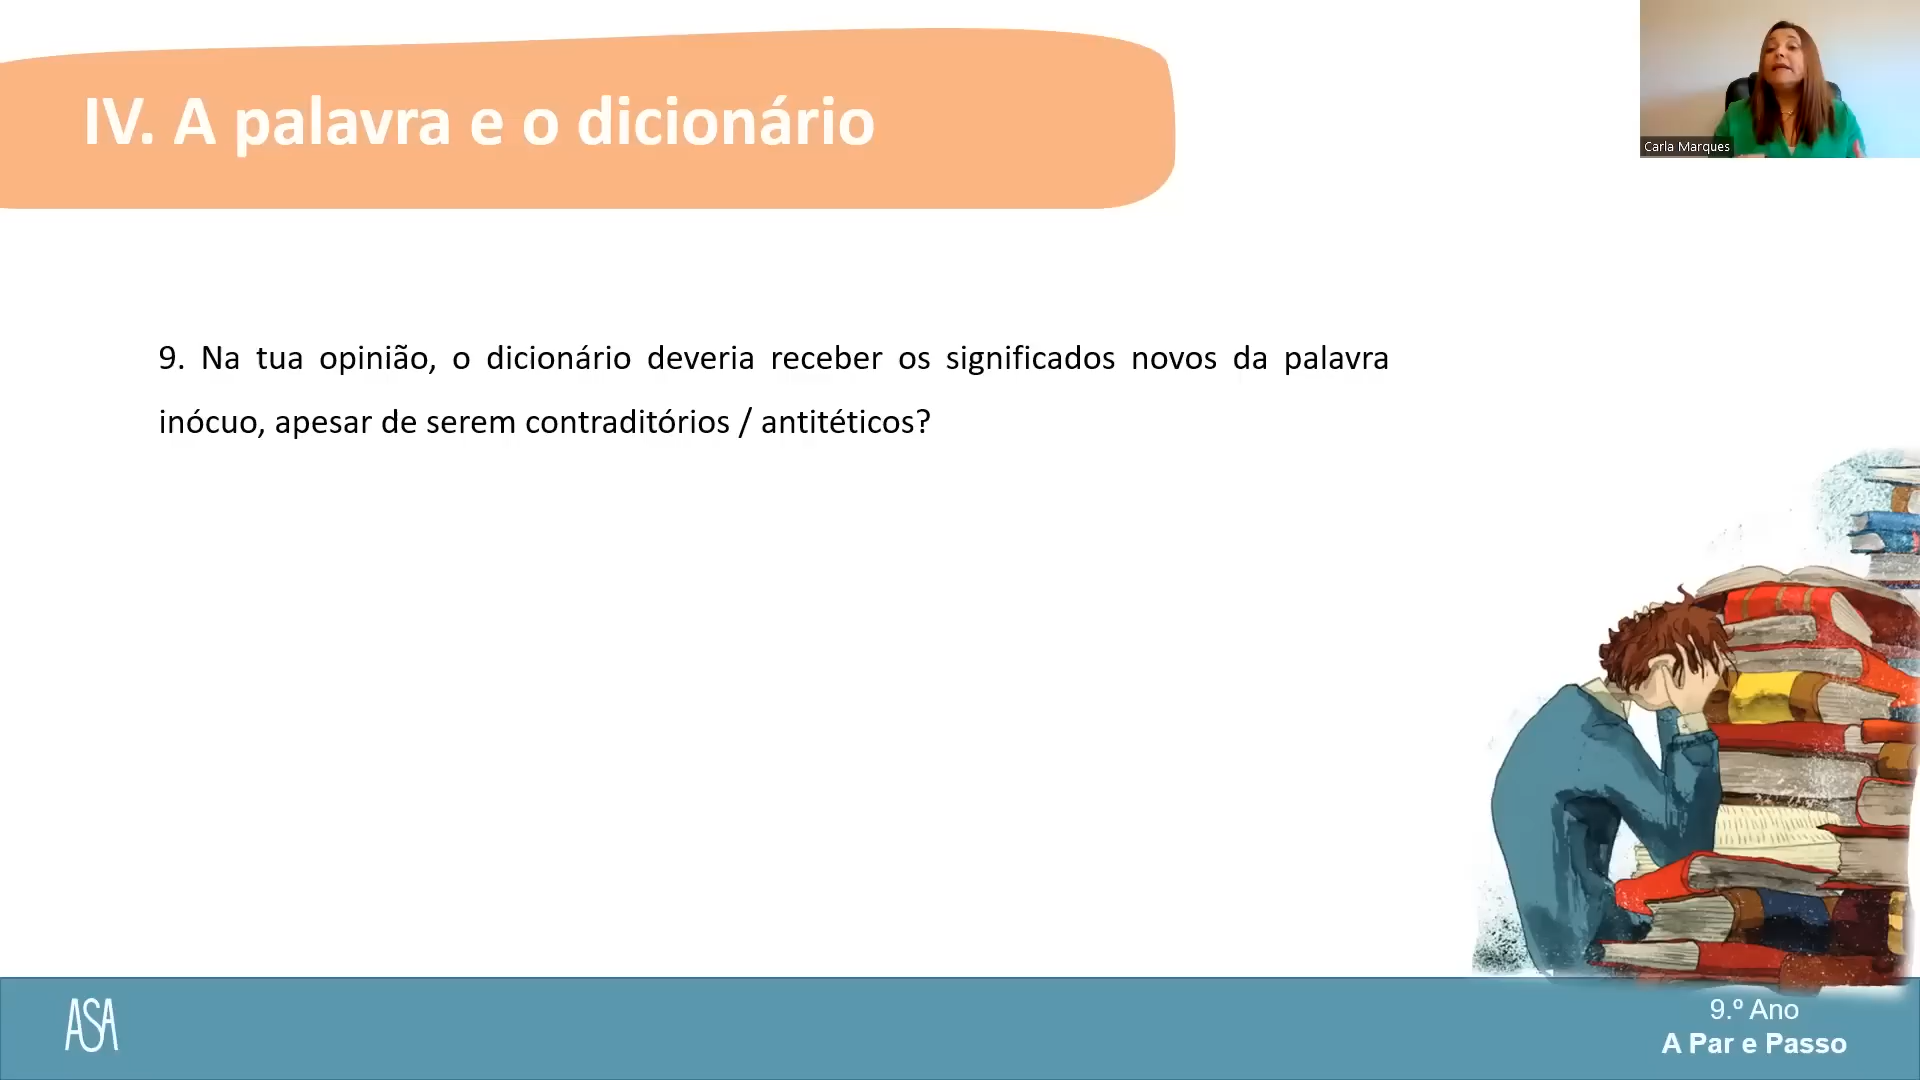 IV. A palavra e o dicionário
Carla Marques
9. Na tua opinião, o dicionário deveria receber os significados novos da palavra
inócuo, apesar de serem contraditórios / antitéticos?
ASA
9.º Ano
A Par e Passo